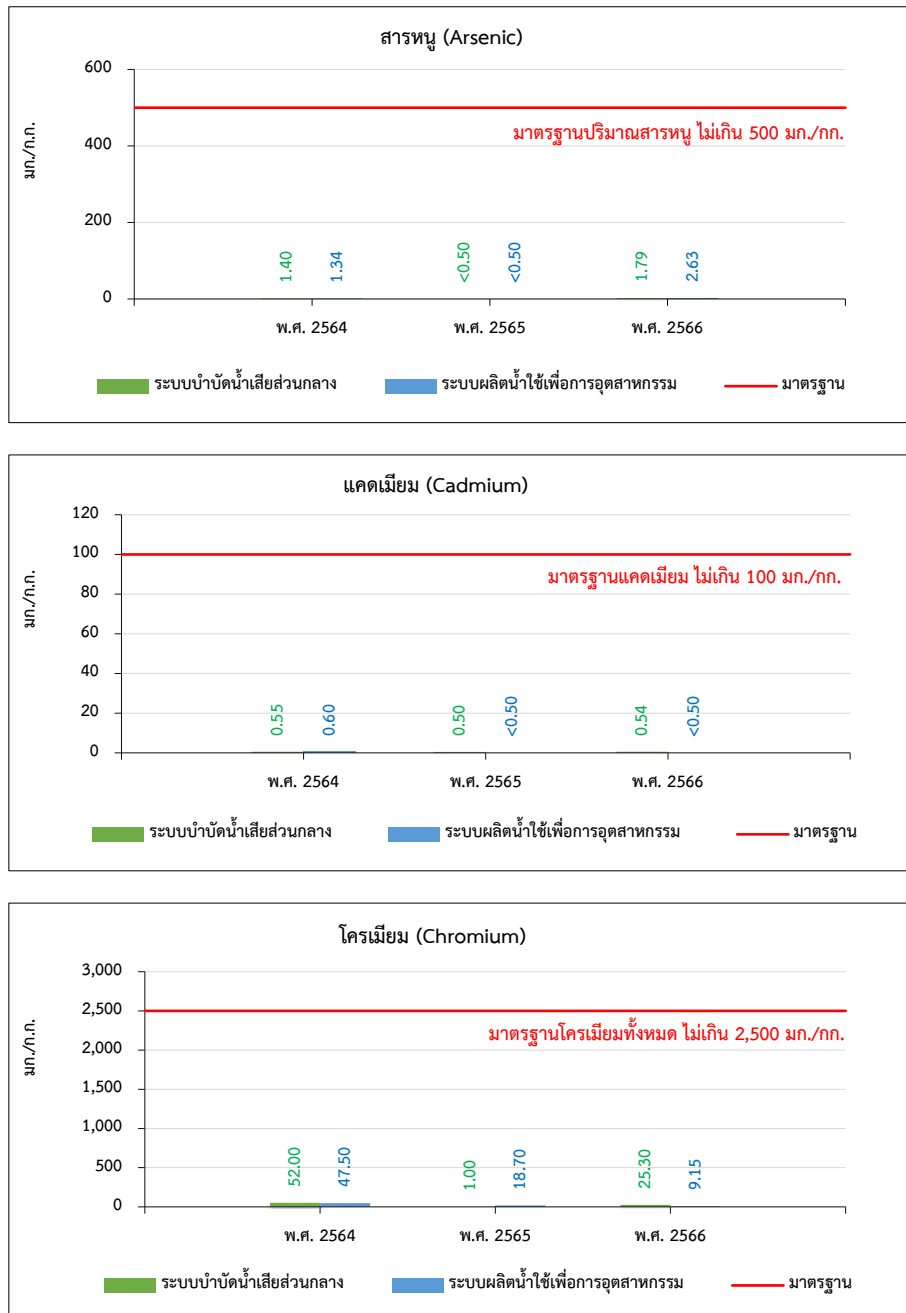 สารหนู (Arsenic)
600
มาตรฐานปริมาณสารหนู ไม่เกิน 500 มก./กก.
400
มก./ก.ก.
200
1.40 1.34 <0.50 <0.50 1.79 2.63
0
พ.ศ. 2564 พ.ศ. 2565 พ.ศ. 2566
ระบบบำบัดน้ำเสียส่วนกลาง ระบบผลิตน้ำใช้เพื่อการอุตสาหกรรม มาตรฐาน
แคดเมียม (Cadmium)
120
100
มาตรฐานแคดเมียม ไม่เกิน 100 มก./กก.
80
มก./ก.ก.
60
40
20
0.55 0.60 0.50 <0.50 0.54 <0.50
0
พ.ศ. 2564 พ.ศ. 2565 พ.ศ. 2566
ระบบบำบัดน้ำเสียส่วนกลาง ระบบผลิตน้ำใช้เพื่อการอุตสาหกรรม มาตรฐาน
โครเมียม (Chromium)
3,000
2,500
มาตรฐานโครเมียมทั้งหมด ไม่เกิน 2,500 มก./กก.
2,000
มก./ก.ก.
1,500
1,000
500
52.00 47.50 1.00 18.70 25.30 9.15
0
พ.ศ. 2564 พ.ศ. 2565 พ.ศ. 2566
ระบบบำบัดน้ำเสียส่วนกลาง ระบบผลิตน้ำใช้เพื่อการอุตสาหกรรม มาตรฐาน